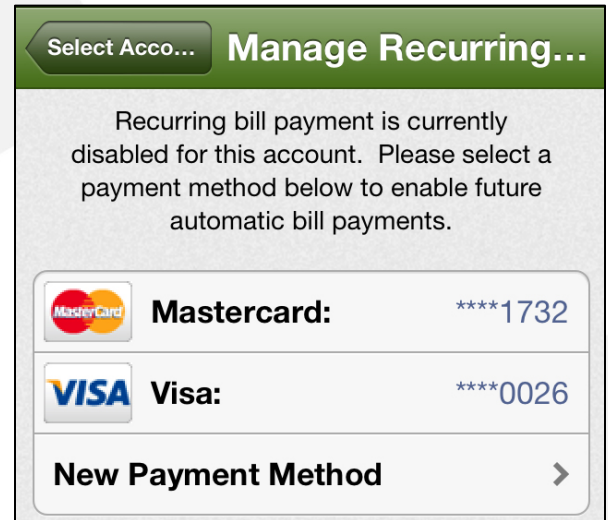 Select Acco... Manage Recurring...
Recurring bill payment is currently
disabled for this account. Please select a
payment method below to enable future
automatic bill payments.
MasterCard Mastercard: ****1732
VISA Visa: ****0026
New Payment Method